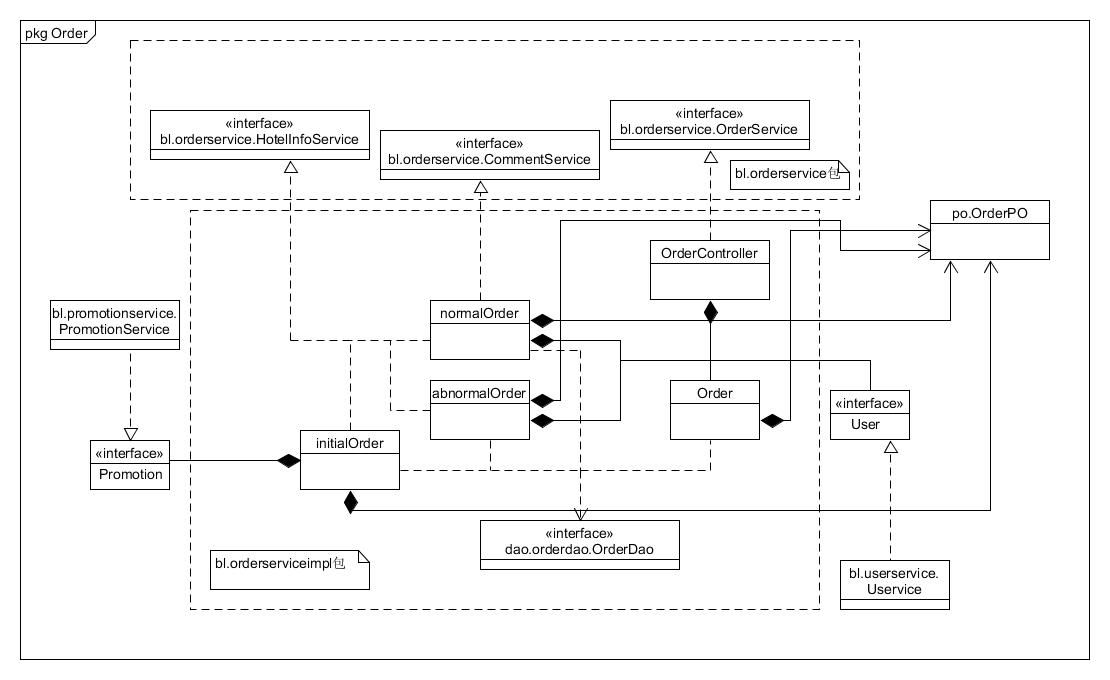 pkg Order
«interface»
bl.orderservice.HotelInfoService
«interface»
bl.orderservice.CommentService
«interface»
bl.orderservice.OrderService
bl.orderservice包
po.OrderPO
OrderController
bl.promotionservice.
PromotionService
normalOrder
abnormalOrder
Order
«interface»
User
«interface»
Promotion
initialOrder
«interface»
dao.orderdao.OrderDao
bl.orderserviceimpl包
bl.userservice.
Uservice